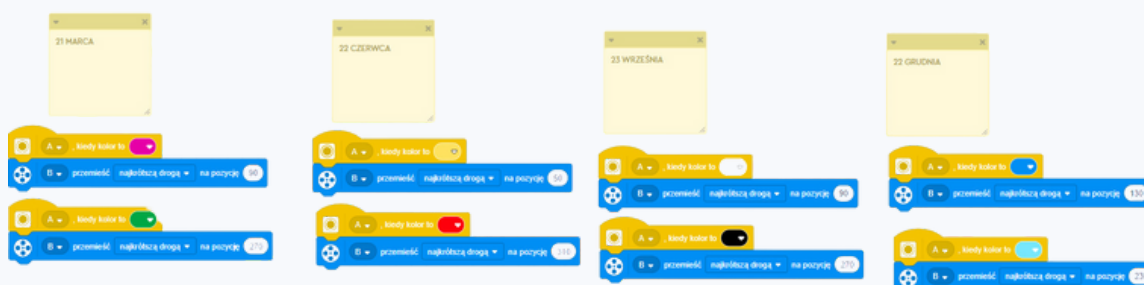 21 MARCA
A , kiedy kolor to
B przemieść najkrótszą drogą na pozycję 90
A , kiedy kolor to
B przemieść najkrótszą drogą na pozycję 270
22 CZERWCA
A , kiedy kolor to
B przemieść najkrótszą drogą na pozycję 50
A , kiedy kolor to
B przemieść najkrótszą drogą na pozycję 310
23 WRZEŚNIA
A , kiedy kolor to
B przemieść najkrótszą drogą na pozycję 90
A , kiedy kolor to
B przemieść najkrótszą drogą na pozycję 270
22 GRUDNIA
A , kiedy kolor to
B przemieść najkrótszą drogą na pozycję 130
A , kiedy kolor to
B przemieść najkrótszą drogą na pozycję